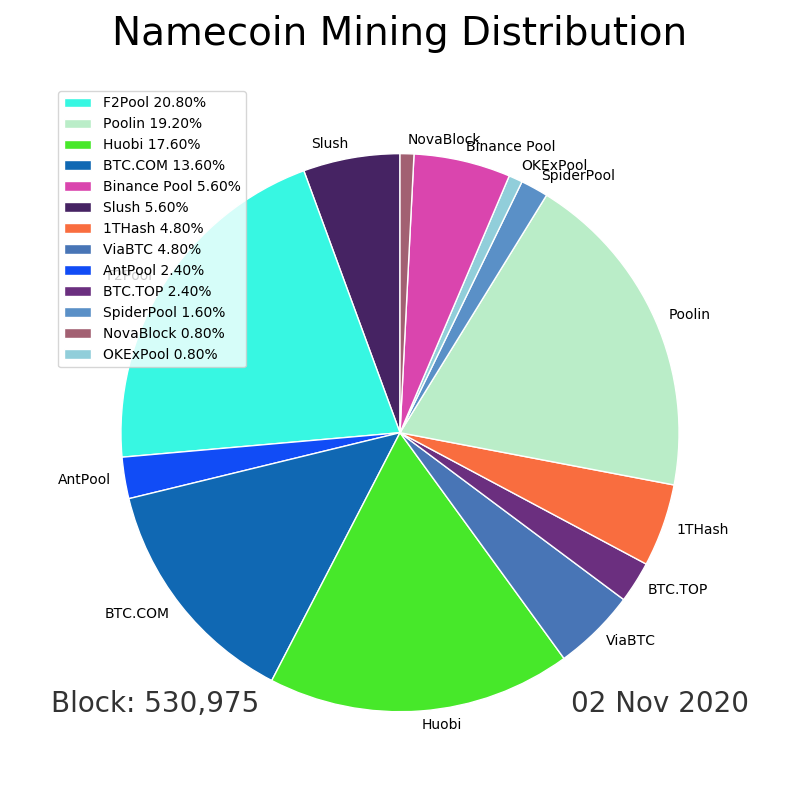 Namecoin Mining Distribution
F2Pool 20.80%
Poolin 19.20%
Huobi 17.60%
BTC.COM 13.60%
Binance Pool 5.60%
Slush 5.60%
1THash 4.80%
ViaBTC 4.80%
AntPool 2.40%
BTC.TOP 2.40%
SpiderPool 1.60%
NovaBlock 0.80%
OKExPool 0.80%
Slush
NovaBlock
Binance Pool
OKExPool
SpiderPool
F2Pool
Poolin
AntPool
1THash
BTC.TOP
BTC.COM
ViaBTC
Huobi
Block: 530,975
02 Nov 2020